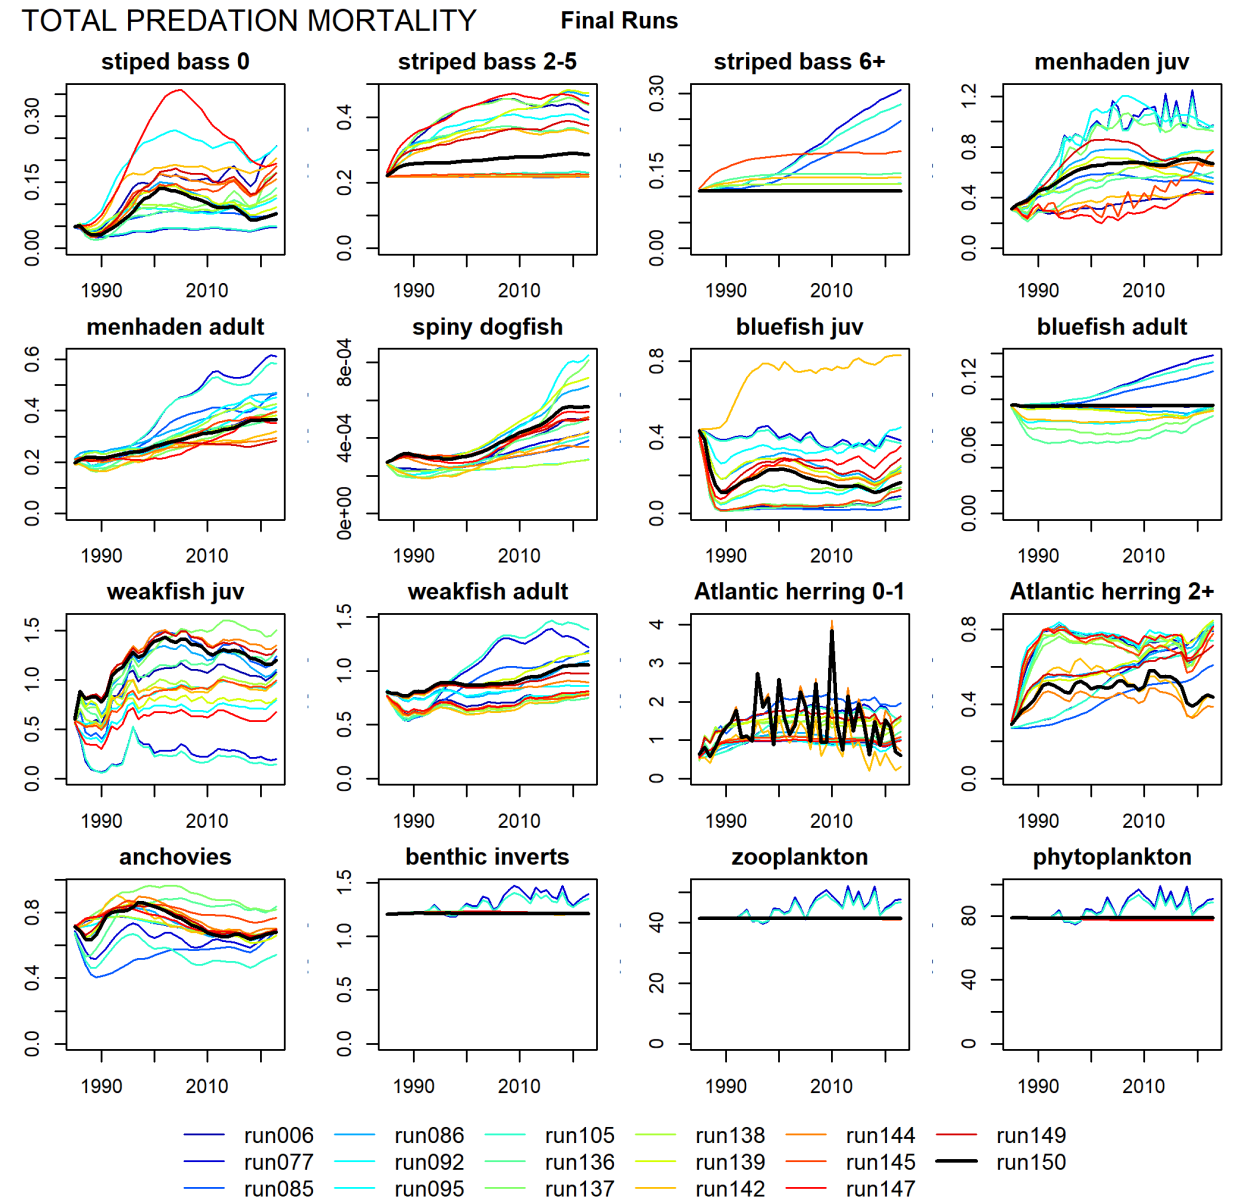 TOTAL PREDATION MORTALITY Final Runs
stiped bass 0 striped bass 2-5 striped bass 6+ menhaden juv
0.00 0.15 0.30 0.0 0.2 0.4 0.00 0.15 0.30 0.0 0.4 0.8 1.2
1990 2010 1990 2010 1990 2010 1990 2010
menhaden adult spiny dogfish bluefish juv bluefish adult
0.0 0.2 0.4 0.6 0e+00 4e-04 8e-04 0.0 0.4 0.8 0.00 0.06 0.12
1990 2010 1990 2010 1990 2010 1990 2010
weakfish juv weakfish adult Atlantic herring 0-1 Atlantic herring 2+
0.0 0.5 1.0 1.5 0.0 0.5 1.0 1.5 0 1 2 3 4 0.0 0.4 0.8
1990 2010 1990 2010 1990 2010 1990 2010
anchovies benthic inverts zooplankton phytoplankton
0.0 0.4 0.8 0.0 0.5 1.0 1.5 0 20 40 0 40 80
1990 2010 1990 2010 1990 2010 1990 2010
run006 run086 run105 run138 run144 run149
run077 run092 run136 run139 run145 run150
run085 run095 run137 run142 run147